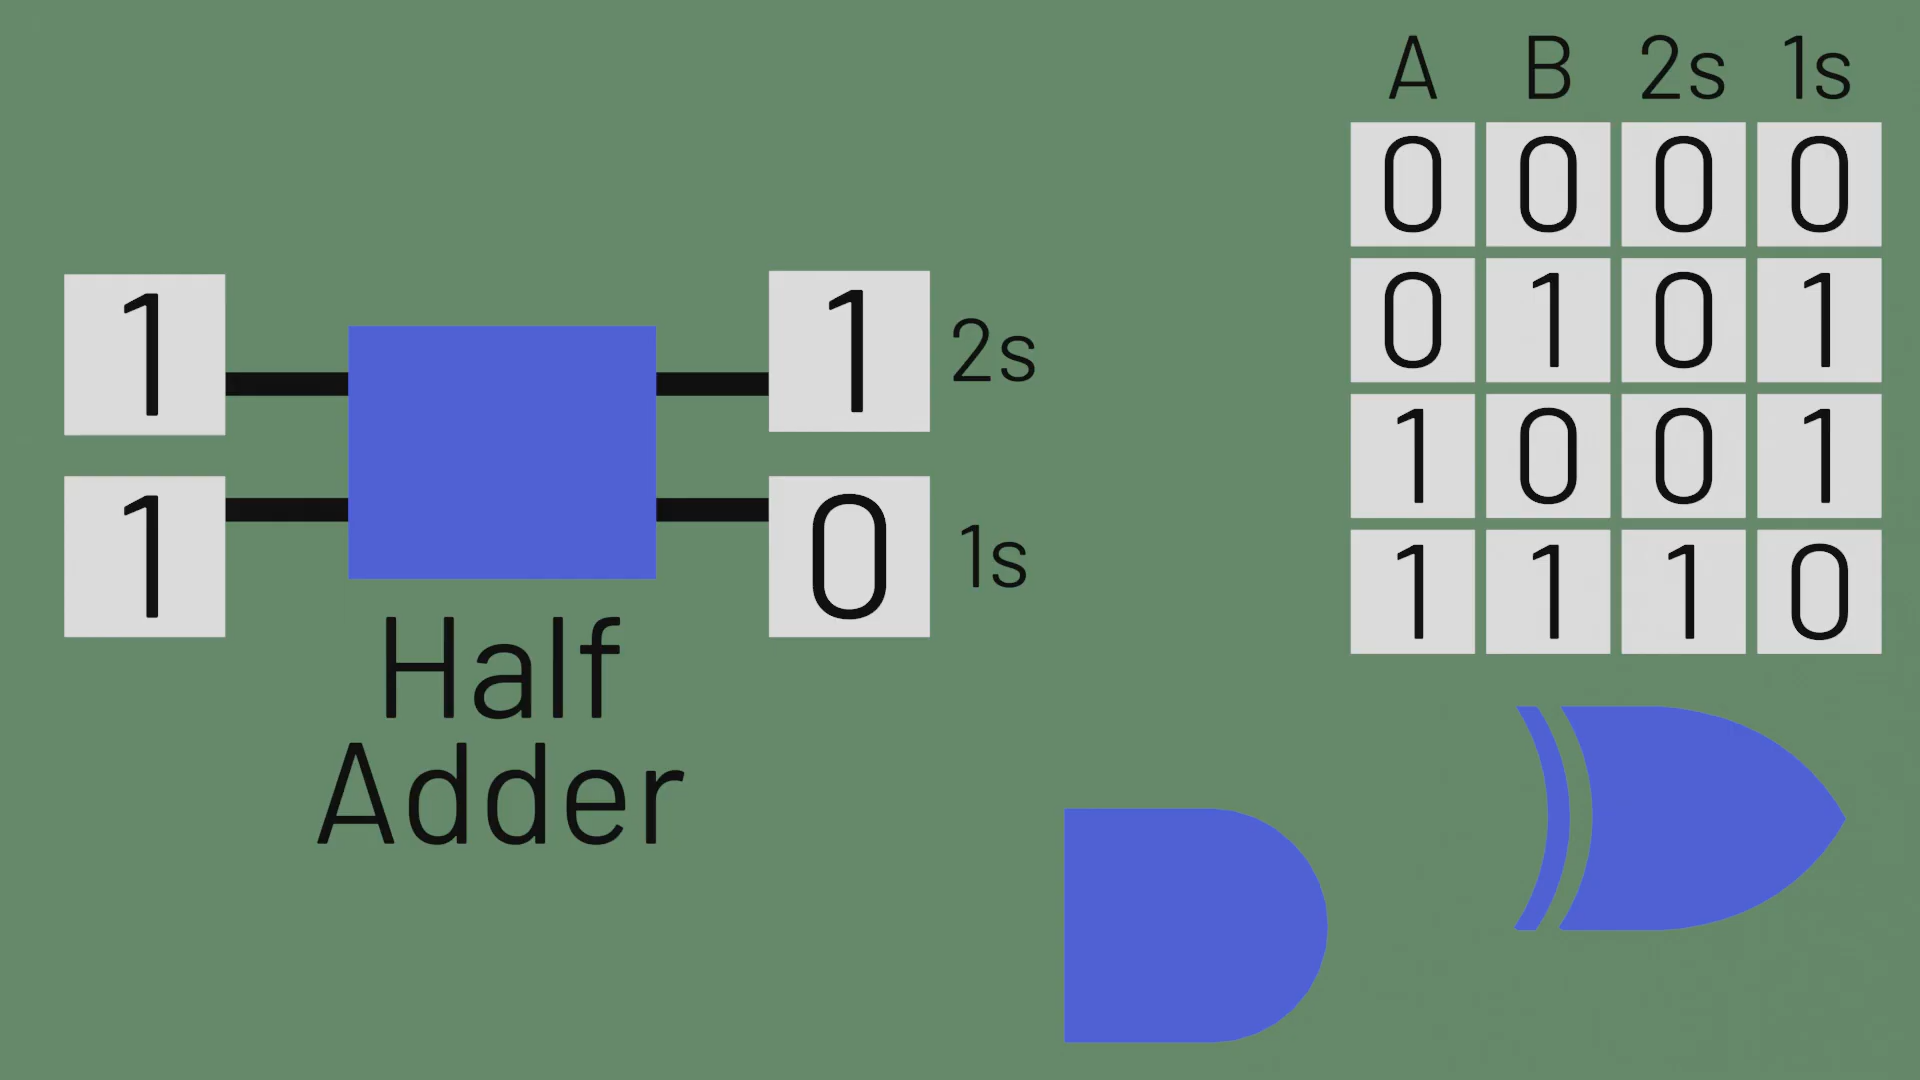 1
1
1 2s
0 1s
Half
Adder
A B 2s 1s
0 0 0 0
0 1 0 1
1 0 0 1
1 1 1 0